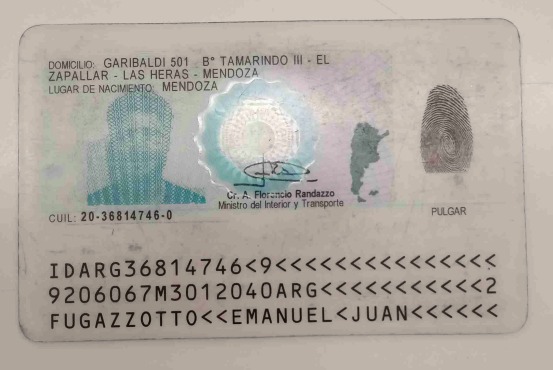 DOMICILIO: GARIBALDI 501 B° TAMARINDO III - EL
ZAPALLAR - LAS HERAS - MENDOZA
LUGAR DE NACIMIENTO: MENDOZA
Cr. A. Florencio Randazzo
Ministro del Interior y Transporte
PULGAR
CUIL: 20-36814746-0
IDARG36814746<9<<<<<<<<<<<<<<<
9206067M3012040ARG<<<<<<<<<<<2
FUGAZZOTTO<<EMANUEL<JUAN<<<<<<